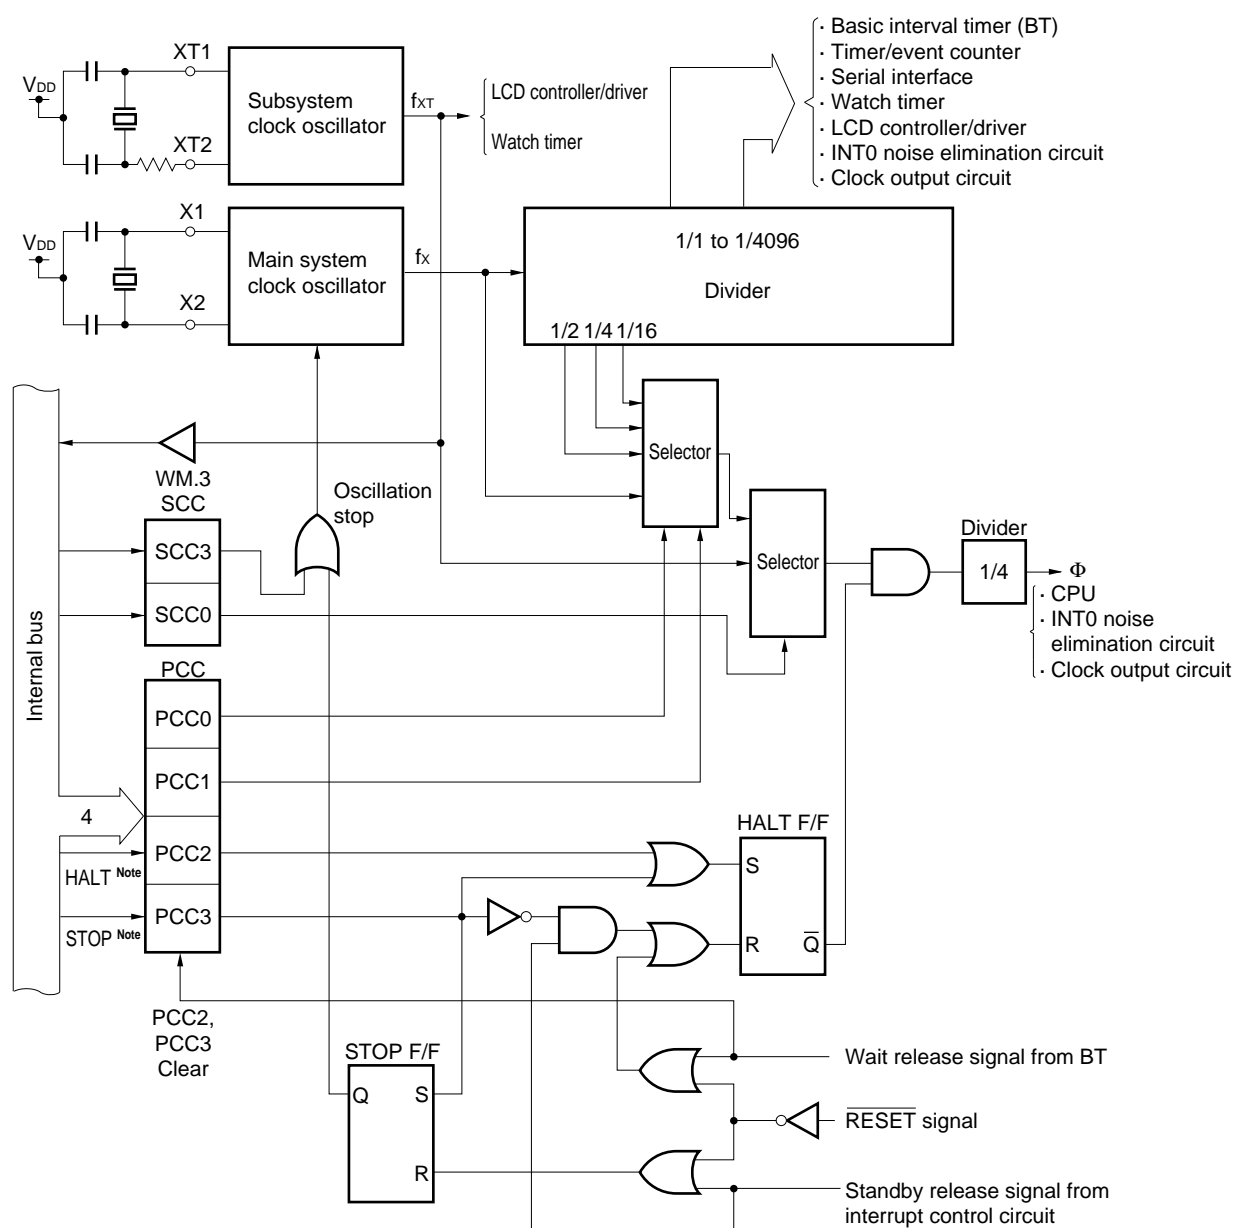 · Basic interval timer (BT)
· Timer/event counter
· Serial interface
· Watch timer
· LCD controller/driver
· INT0 noise elimination circuit
· Clock output circuit
XT1
VDD
XT2
Subsystem
clock oscillator
fXT
LCD controller/driver
Watch timer
X1
VDD
X2
Main system
clock oscillator
fX
1/1 to 1/4096
Divider
1/2 1/4 1/16
Selector
Selector
WM.3
SCC
Oscillation
stop
SCC3
SCC0
Internal bus
Divider
1/4
Φ
· CPU
· INT0 noise
elimination circuit
· Clock output circuit
PCC
PCC0
PCC1
4
PCC2
HALT Note
PCC3
STOP Note
HALT F/F
S
R
Q̅
PCC2,
PCC3
Clear
STOP F/F
Q
S
R
Wait release signal from BT
R̅E̅S̅E̅T̅ signal
Standby release signal from
interrupt control circuit